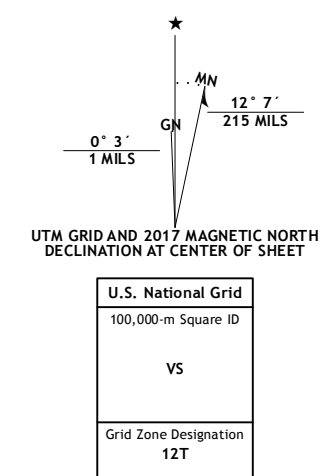 ★
MN
GN
12° 7´
215 MILS
0° 3´
1 MILS
UTM GRID AND 2017 MAGNETIC NORTH
DECLINATION AT CENTER OF SHEET
U.S. National Grid
100,000-m Square ID
VS
Grid Zone Designation
12T